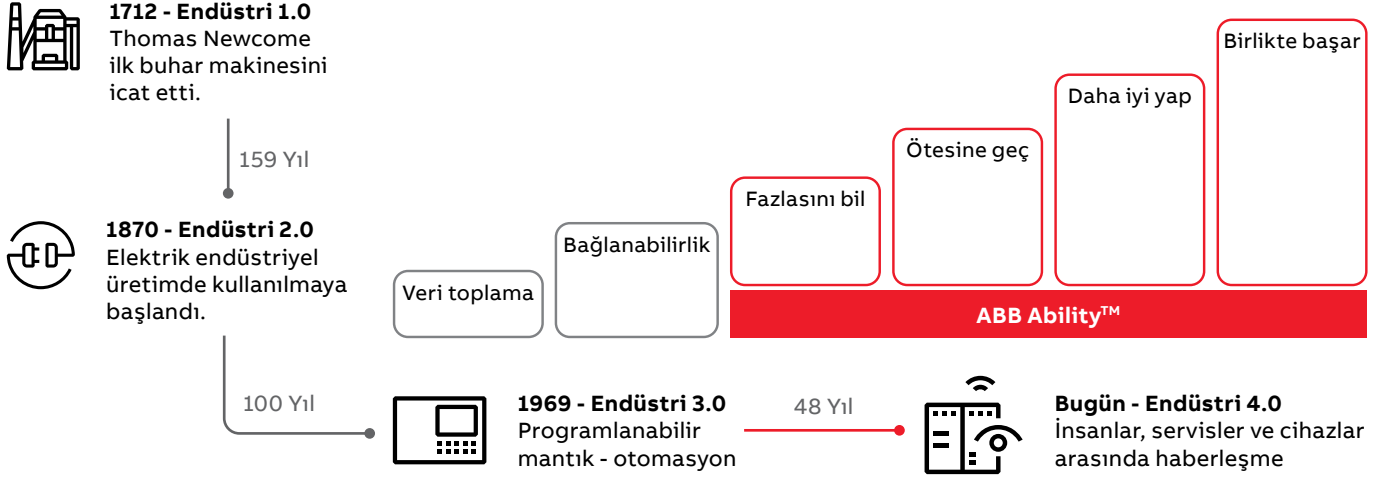 1712 - Endüstri 1.0
Thomas Newcome
ilk buhar makinesini
icat etti.
159 Yıl
1870 - Endüstri 2.0
Elektrik endüstriyel
üretimde kullanılmaya
başlandı.
100 Yıl
Veri toplama
Bağlanabilirlik
Fazlasını bil
Ötesine geç
Daha iyi yap
Birlikte başar
ABB Ability™
1969 - Endüstri 3.0
Programlanabilir
mantık - otomasyon
48 Yıl
Bugün - Endüstri 4.0
İnsanlar, servisler ve cihazlar
arasında haberleşme